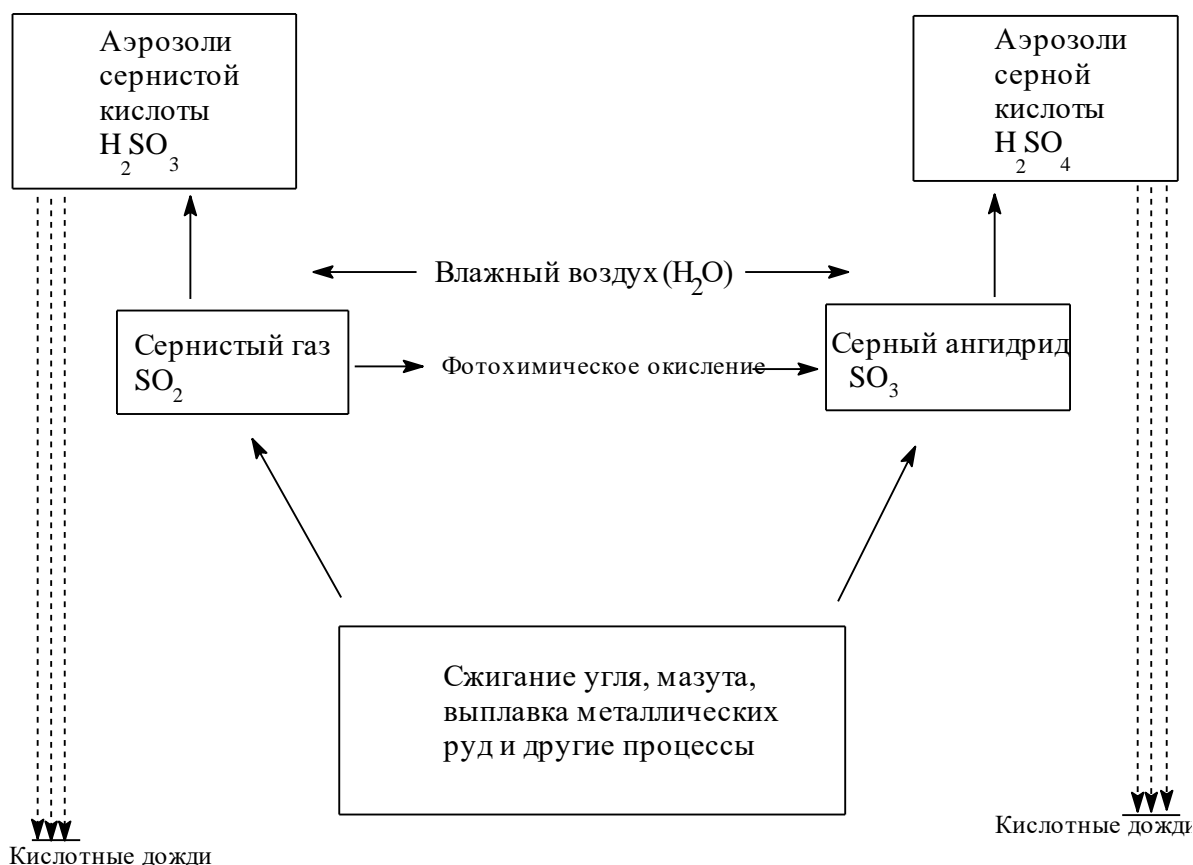 Аэрозоли
сернистой
кислоты
H2SO3
Аэрозоли
серной
кислоты
H2SO4
Влажный воздух (H2O)
Сернистый газ
SO2
Фотохимическое окисление
Серный ангидрид
SO3
Сжигание угля, мазута,
выплавка металлических
руд и другие процессы
Кислотные дожди
Кислотные дожди